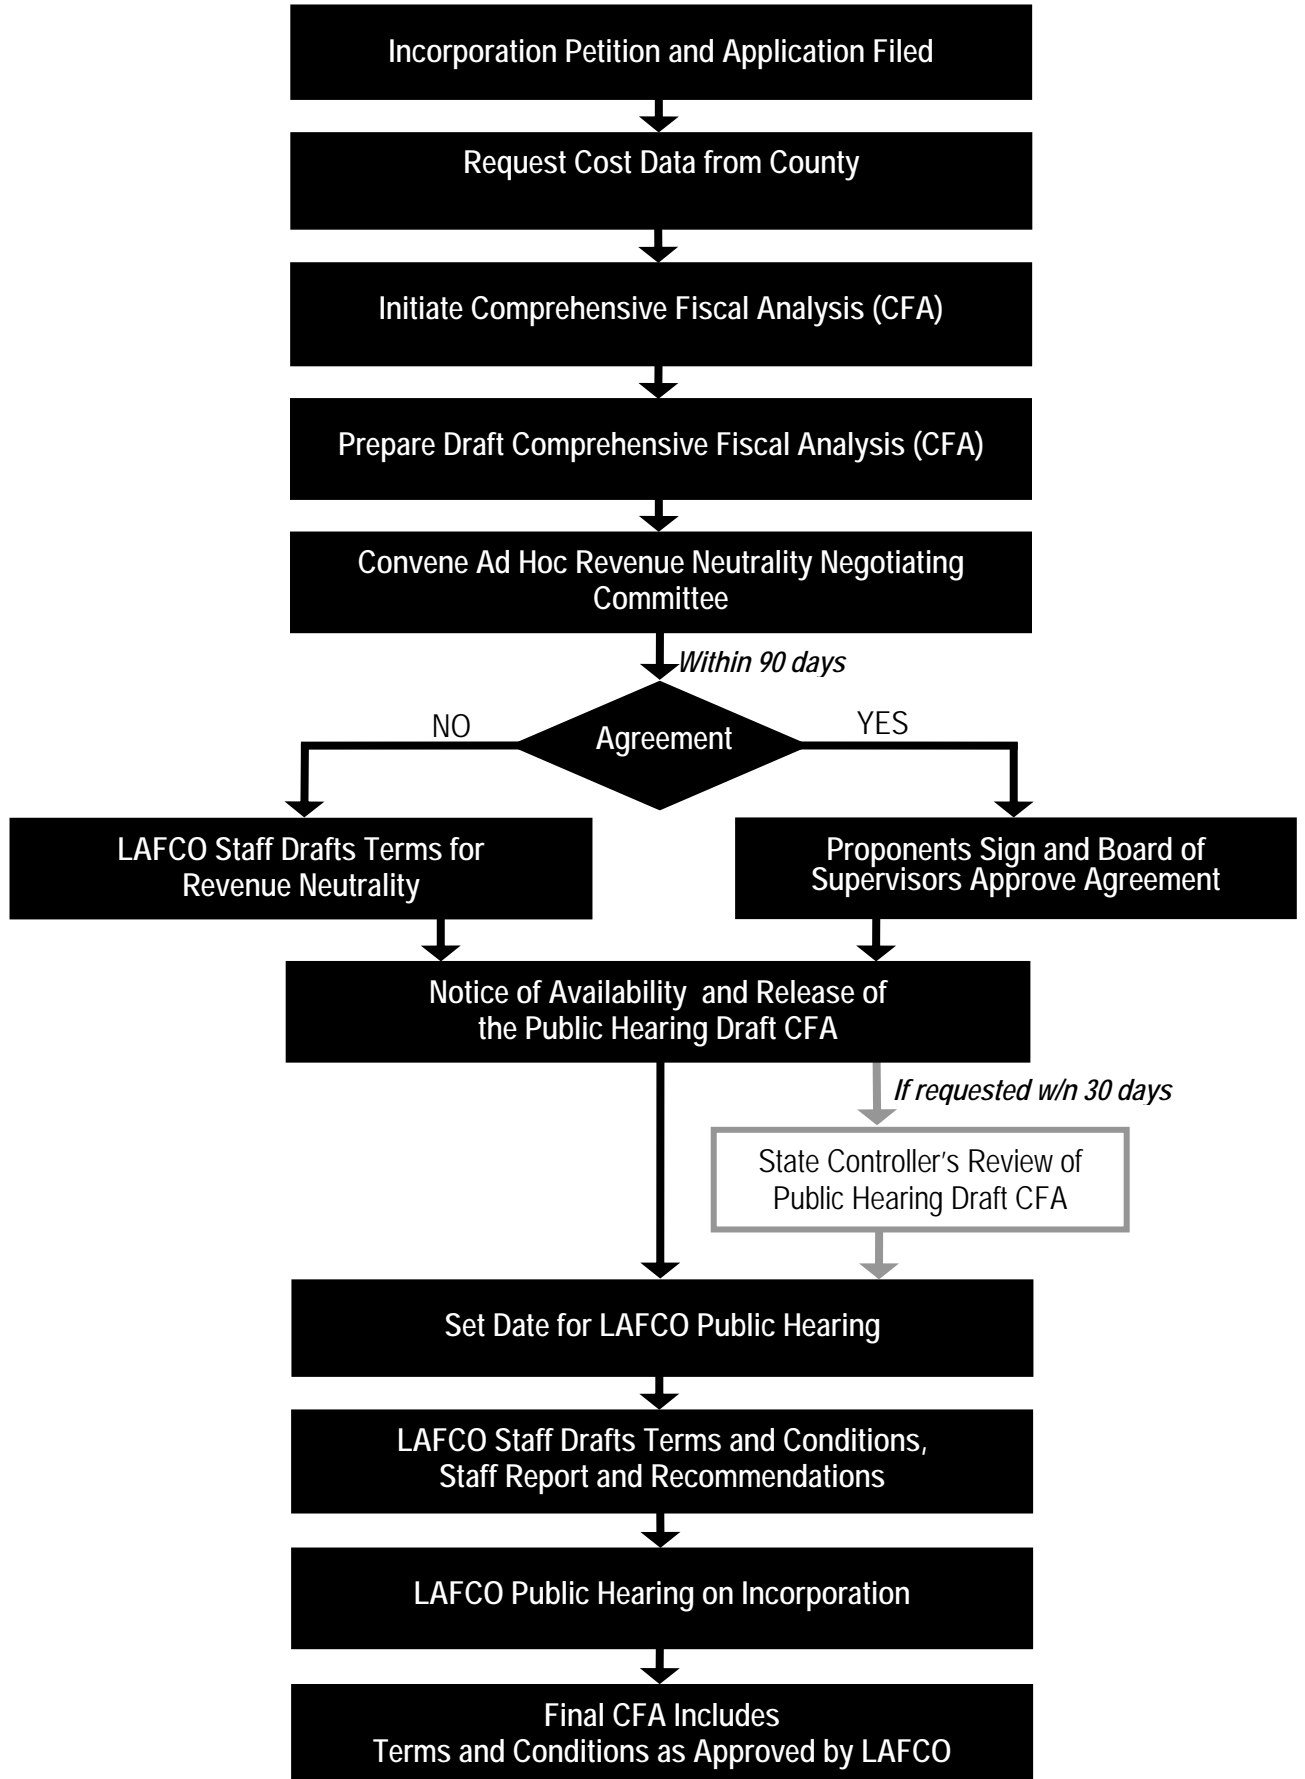 Incorporation Petition and Application Filed
Request Cost Data from County
Initiate Comprehensive Fiscal Analysis (CFA)
Prepare Draft Comprehensive Fiscal Analysis (CFA)
Convene Ad Hoc Revenue Neutrality Negotiating
Committee
Within 90 days
NO
Agreement
YES
LAFCO Staff Drafts Terms for
Revenue Neutrality
Proponents Sign and Board of
Supervisors Approve Agreement
Notice of Availability and Release of
the Public Hearing Draft CFA
If requested w/n 30 days
State Controller's Review of
Public Hearing Draft CFA
Set Date for LAFCO Public Hearing
LAFCO Staff Drafts Terms and Conditions,
Staff Report and Recommendations
LAFCO Public Hearing on Incorporation
Final CFA Includes
Terms and Conditions as Approved by LAFCO